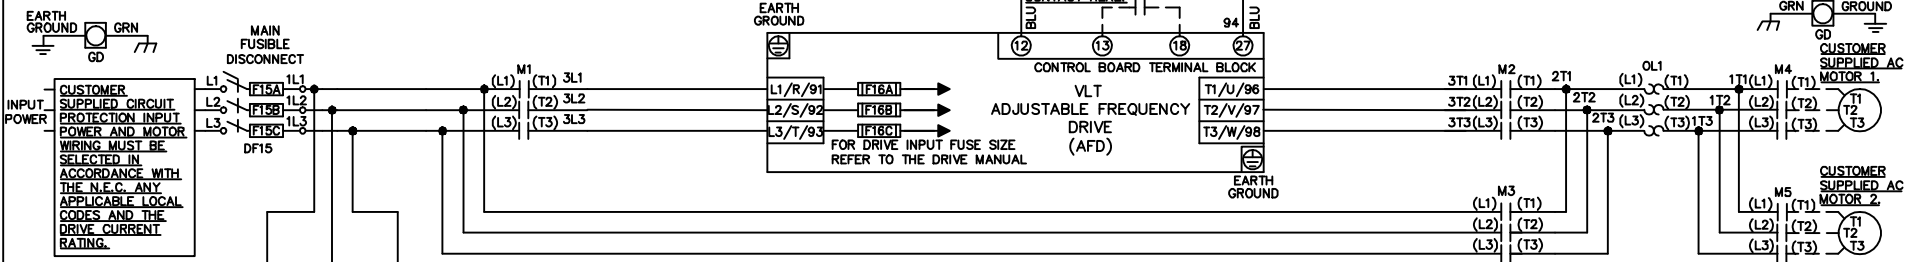 EARTH
GROUND
GRN
GD
MAIN
FUSIBLE
DISCONNECT
INPUT
POWER
CUSTOMER
SUPPLIED CIRCUIT
PROTECTION INPUT
POWER AND MOTOR
WIRING MUST BE
SELECTED IN
ACCORDANCE WITH
THE N.E.C. ANY
APPLICABLE LOCAL
CODES AND THE
DRIVE CURRENT
RATING.
L1 F15A 1L1
L2 F15B 1L2
L3 F15C 1L3
DF15
M1
(L1) (T1) 3L1
(L2) (T2) 3L2
(L3) (T3) 3L3
EARTH
GROUND
BLU
94 BLU
12 13 18 27
CONTROL BOARD TERMINAL BLOCK
L1/R/91 F16A
L2/S/92 F16B
L3/T/93 F16C
FOR DRIVE INPUT FUSE SIZE
REFER TO THE DRIVE MANUAL
VLT
ADJUSTABLE FREQUENCY
DRIVE
(AFD)
T1/U/96
T2/V/97
T3/W/98
EARTH
GROUND
M2
3T1 (L1) (T1) 2T1
3T2 (L2) (T2) 2T2
3T3 (L3) (T3) 2T3
M3
(L1) (T1)
(L2) (T2)
(L3) (T3)
OL1
(L1) (T1) 1T1
(L2) (T2) 1T2
(L3) (T3) 1T3
GRN
GROUND
GD
CUSTOMER
SUPPLIED AC
MOTOR 1.
M4
(L1) (T1)
(L2) (T2)
(L3) (T3)
T1
T2
T3
CUSTOMER
SUPPLIED AC
MOTOR 2.
M5
(L1) (T1)
(L2) (T2)
(L3) (T3)
T1
T2
T3